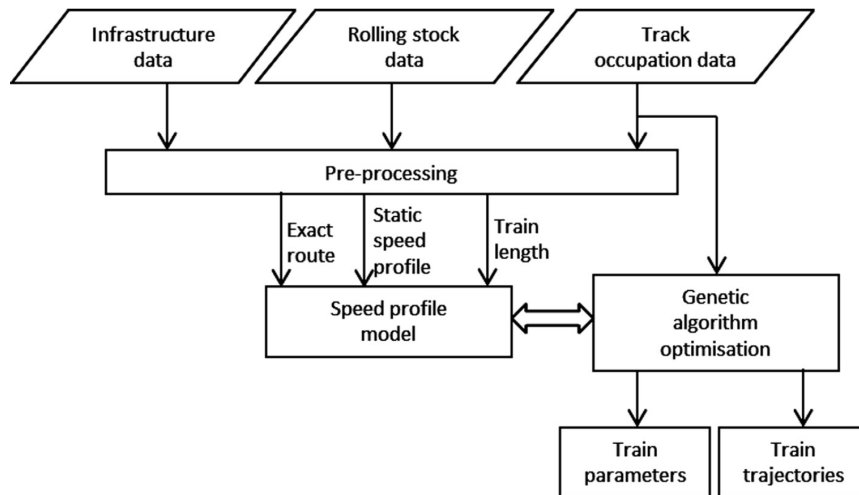 Infrastructure
data
Rolling stock
data
Track
occupation data
Pre-processing
Exact
route
Static
speed
profile
Train
length
Speed profile
model
Genetic
algorithm
optimisation
Train
parameters
Train
trajectories